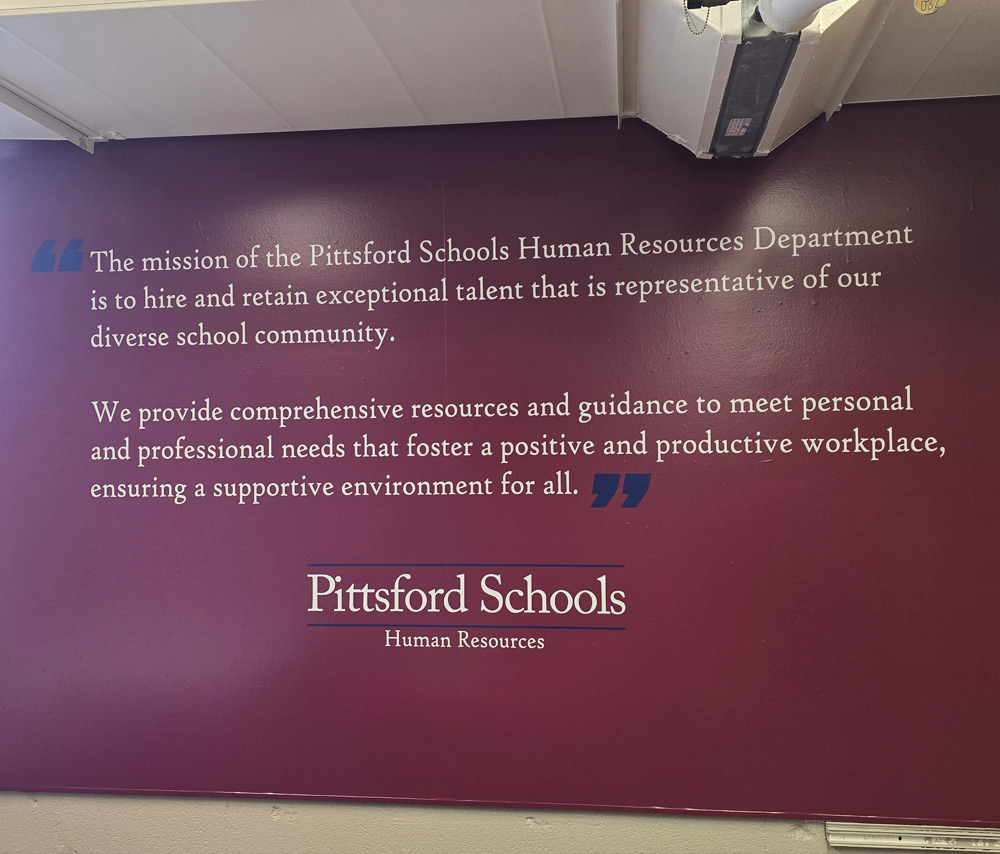 032
“ The mission of the Pittsford Schools Human Resources Department
is to hire and retain exceptional talent that is representative of our
diverse school community.
We provide comprehensive resources and guidance to meet personal
and professional needs that foster a positive and productive workplace,
ensuring a supportive environment for all. ”
Pittsford Schools
Human Resources